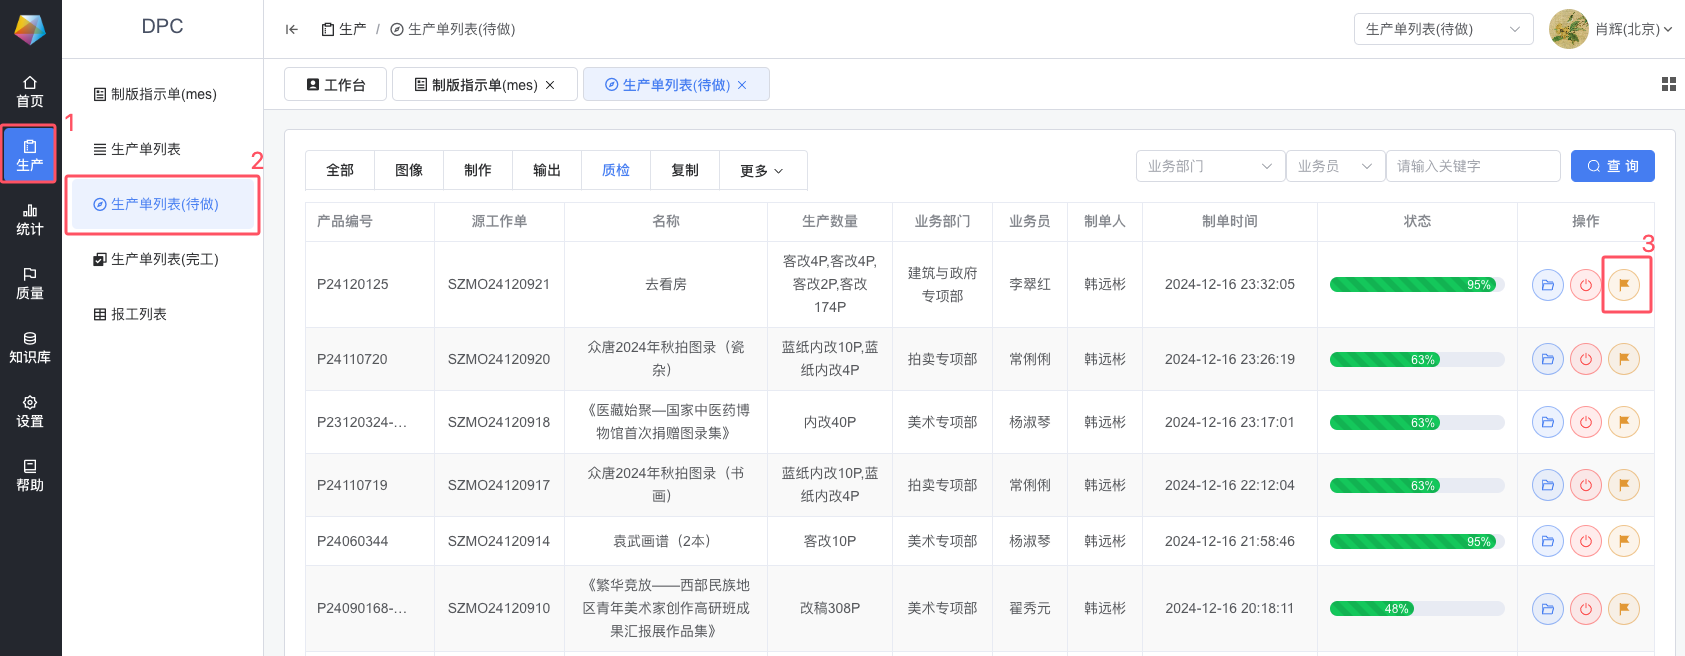 DPC
生产 / 生产单列表(待做)
生产单列表(待做)
肖辉(北京)
首页
生产
统计
质量
知识库
设置
帮助
1
制版指示单(mes)
生产单列表
2
生产单列表(待做)
生产单列表(完工)
报工列表
工作台
制版指示单(mes)
生产单列表(待做)
全部 图像 制作 输出 质检 复制 更多
业务部门
业务员
请输入关键字
查 询
产品编号 源工作单 名称 生产数量 业务部门 业务员 制单人 制单时间 状态 操作
3
P24120125
SZMO24120921
去看房
客改4P,客改4P,
客改2P,客改
174P
建筑与政府
专项部
李翠红
韩远彬
2024-12-16 23:32:05
95%
P24110720
SZMO24120920
众唐2024年秋拍图录（瓷
杂）
蓝纸内改10P,蓝
纸内改4P
拍卖专项部
常俐俐
韩远彬
2024-12-16 23:26:19
63%
P23120324-...
SZMO24120918
《医藏始聚—国家中医药博
物馆首次捐赠图录集》
内改40P
美术专项部
杨淑琴
韩远彬
2024-12-16 23:17:01
63%
P24110719
SZMO24120917
众唐2024年秋拍图录（书
画）
蓝纸内改10P,蓝
纸内改4P
拍卖专项部
常俐俐
韩远彬
2024-12-16 22:12:04
63%
P24060344
SZMO24120914
袁武画谱（2本）
客改10P
美术专项部
杨淑琴
韩远彬
2024-12-16 21:58:46
95%
P24090168-...
SZMO24120910
《繁华竞放——西部民族地
区青年美术家创作高研班成
果汇报展作品集》
改稿308P
美术专项部
翟秀元
韩远彬
2024-12-16 20:18:11
48%